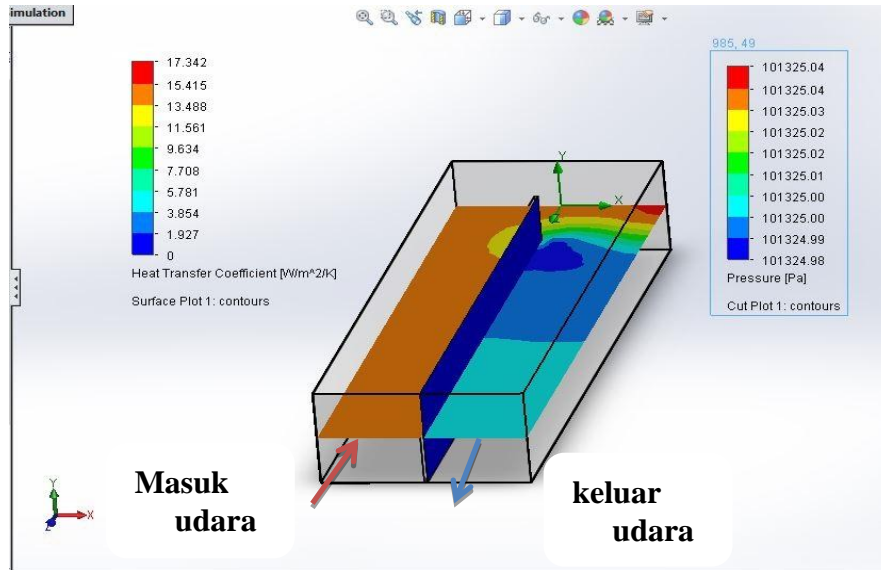 imulation
17.342
15.415
13.488
11.561
9.634
7.708
5.781
3.854
1.927
0
Heat Transfer Coefficient [W/m^2/K]
Surface Plot 1: contours
985, 49
101325.04
101325.04
101325.03
101325.02
101325.02
101325.01
101325.00
101325.00
101324.99
101324.98
Pressure [Pa]
Cut Plot 1: contours
Y
X
Z
Masuk
udara
keluar
udara
Y
X
Z